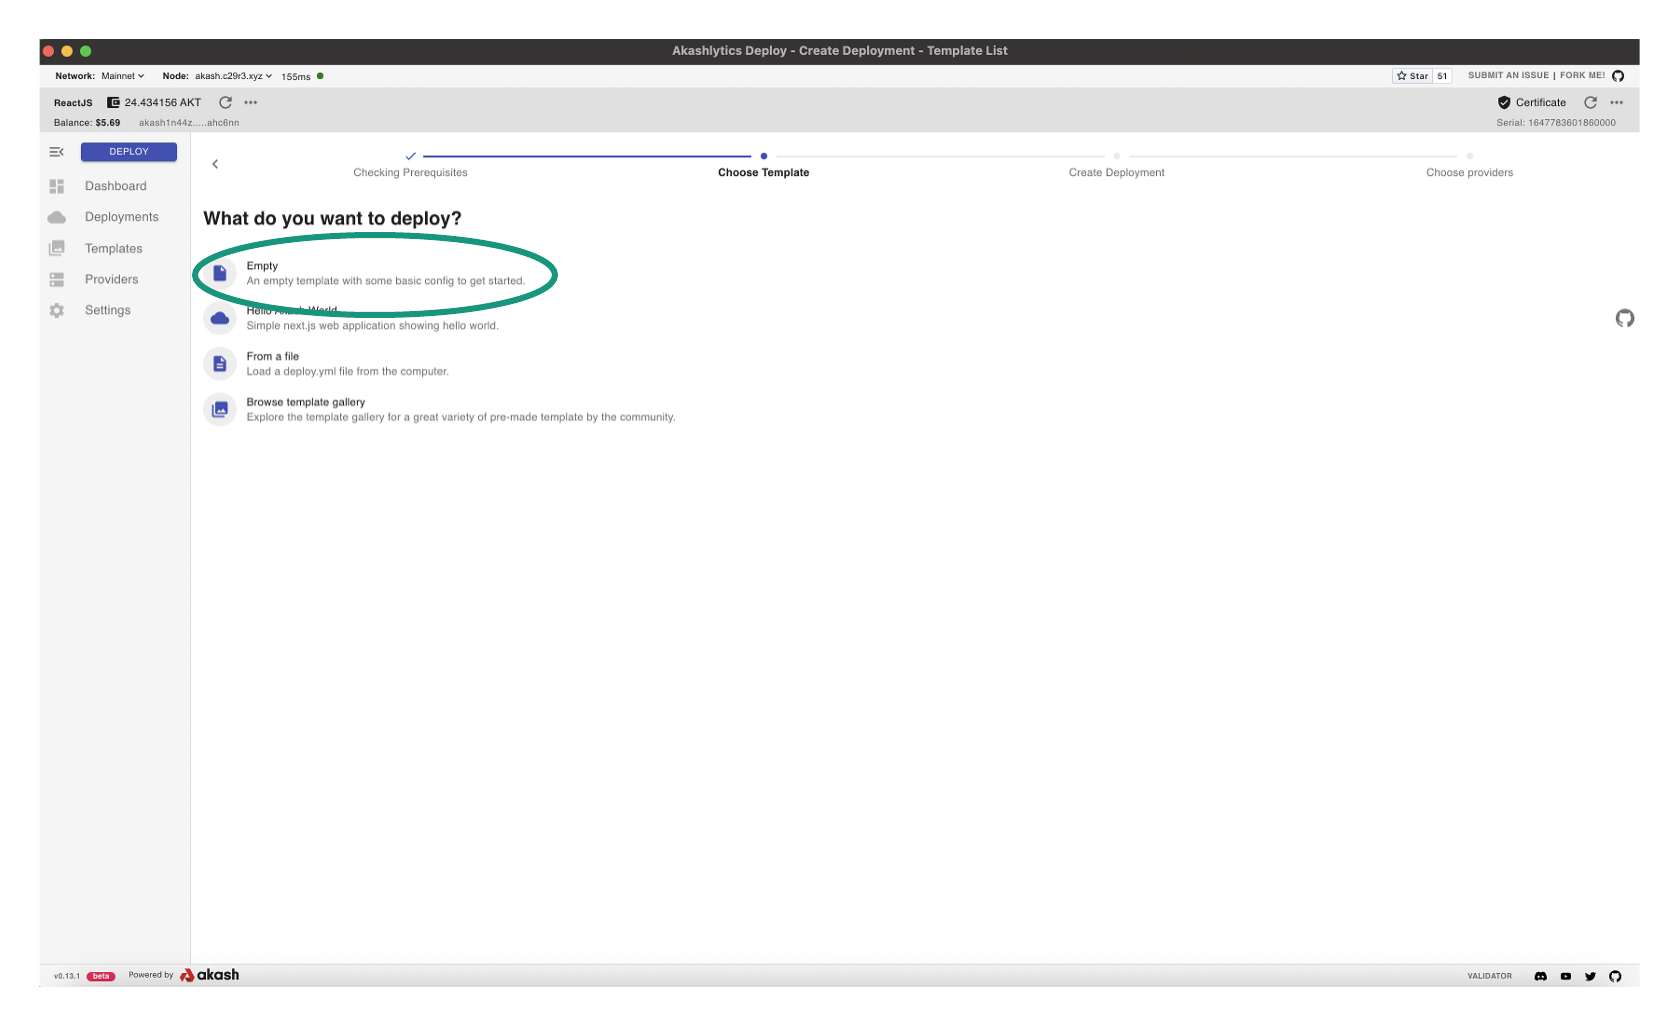 Akashlytics Deploy - Create Deployment - Template List
Network: Mainnet Node: akash.c29r3.xyz 155ms
Star 51 SUBMIT AN ISSUE | FORK ME!
ReactJS 24.434156 AKT
Certificate
Balance: $5.69 akash1n44z.....ahc6nn
Serial: 1647783601860000
DEPLOY
Dashboard
Deployments
Templates
Providers
Settings
Checking Prerequisites
Choose Template
Create Deployment
Choose providers
What do you want to deploy?
Empty
An empty template with some basic config to get started.
Hello Akash World
Simple next.js web application showing hello world.
From a file
Load a deploy.yml file from the computer.
Browse template gallery
Explore the template gallery for a great variety of pre-made template by the community.
v0.13.1 beta Powered by akash
VALIDATOR